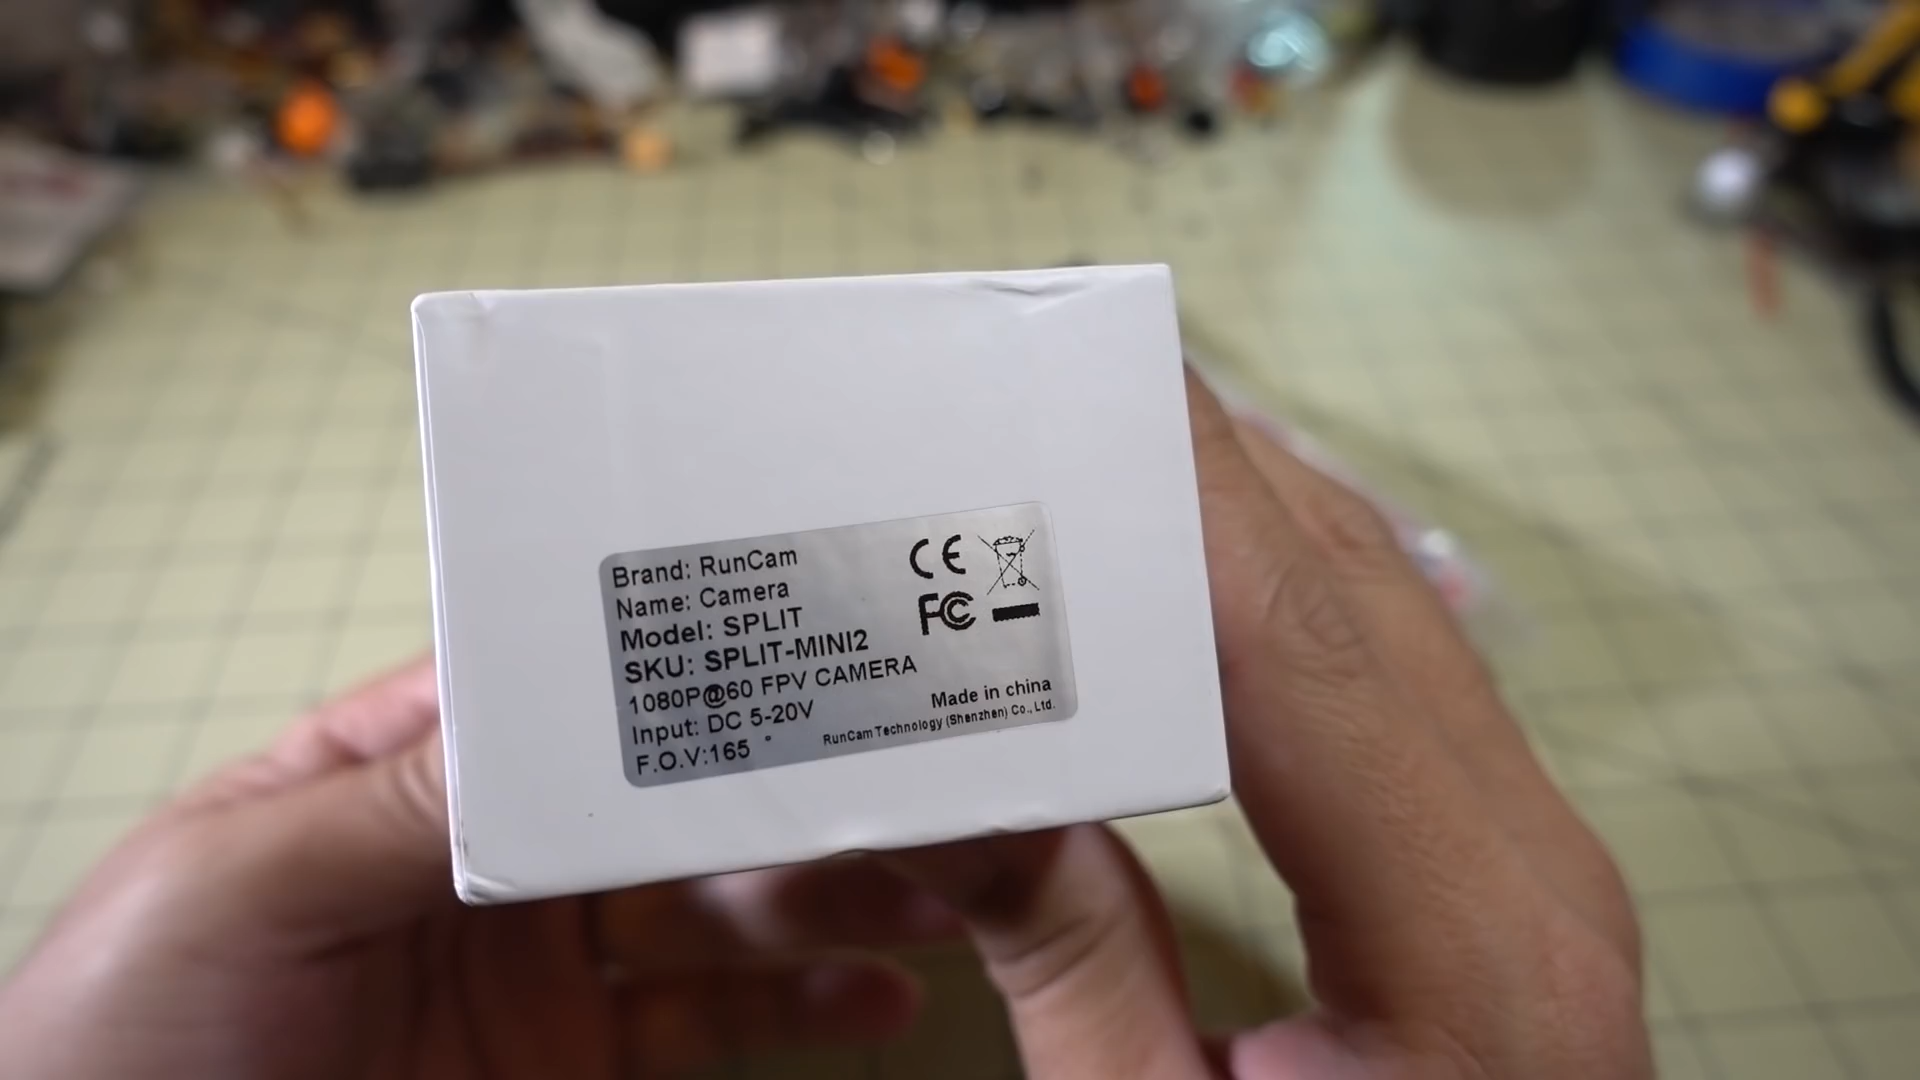 Brand: RunCam
Name: Camera
Model: SPLIT
SKU: SPLIT-MINI2
1080P@60 FPV CAMERA
Input: DC 5-20V
F.O.V:165 °
CE
FC
Made in china
RunCam Technology (Shenzhen) Co., Ltd.